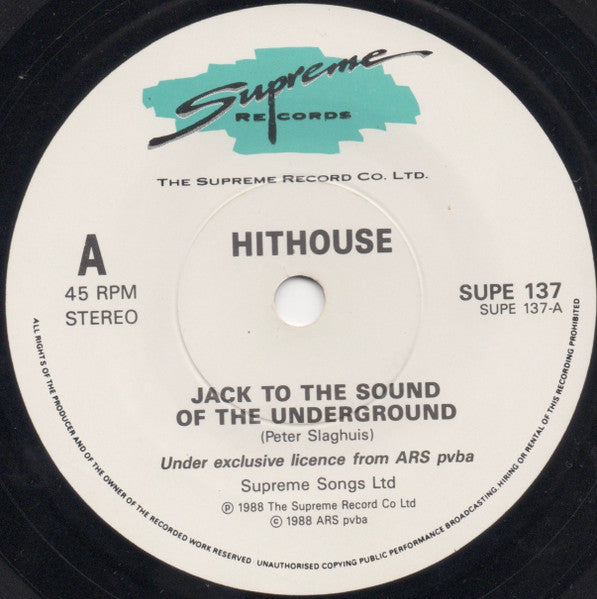 Supreme
RECORDS
THE SUPREME RECORD CO. LTD.
HITHOUSE
A
45 RPM
STEREO
SUPE 137
SUPE 137-A
JACK TO THE SOUND
OF THE UNDERGROUND
(Peter Slaghuis)
Under exclusive licence from ARS pvba
Supreme Songs Ltd
℗ 1988 The Supreme Record Co Ltd
© 1988 ARS pvba
ALL RIGHTS OF THE PRODUCER AND OF THE OWNER OF THE RECORDED WORK RESERVED · UNAUTHORISED COPYING PUBLIC PERFORMANCE BROADCASTING, HIRING OR RENTAL OF THIS RECORDING PROHIBITED